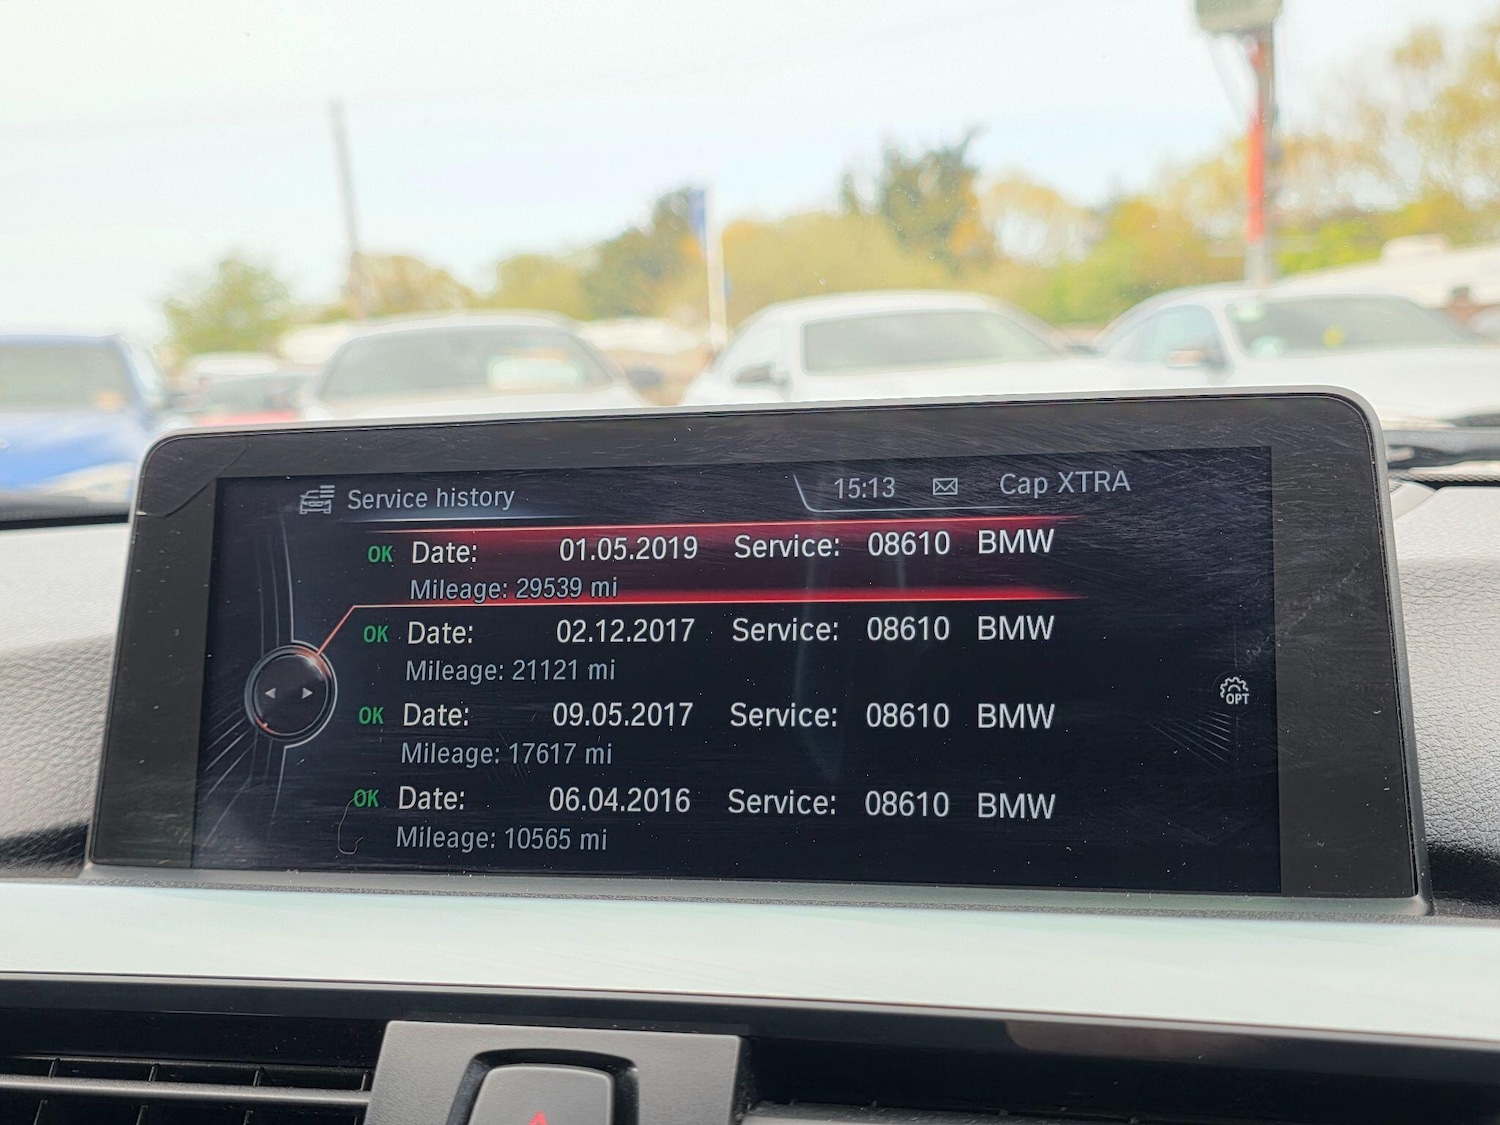 Service history 15:13 Cap XTRA
OK Date: 01.05.2019 Service: 08610 BMW
Mileage: 29539 mi
OK Date: 02.12.2017 Service: 08610 BMW
Mileage: 21121 mi
OK Date: 09.05.2017 Service: 08610 BMW
Mileage: 17617 mi
OPT
OK Date: 06.04.2016 Service: 08610 BMW
Mileage: 10565 mi